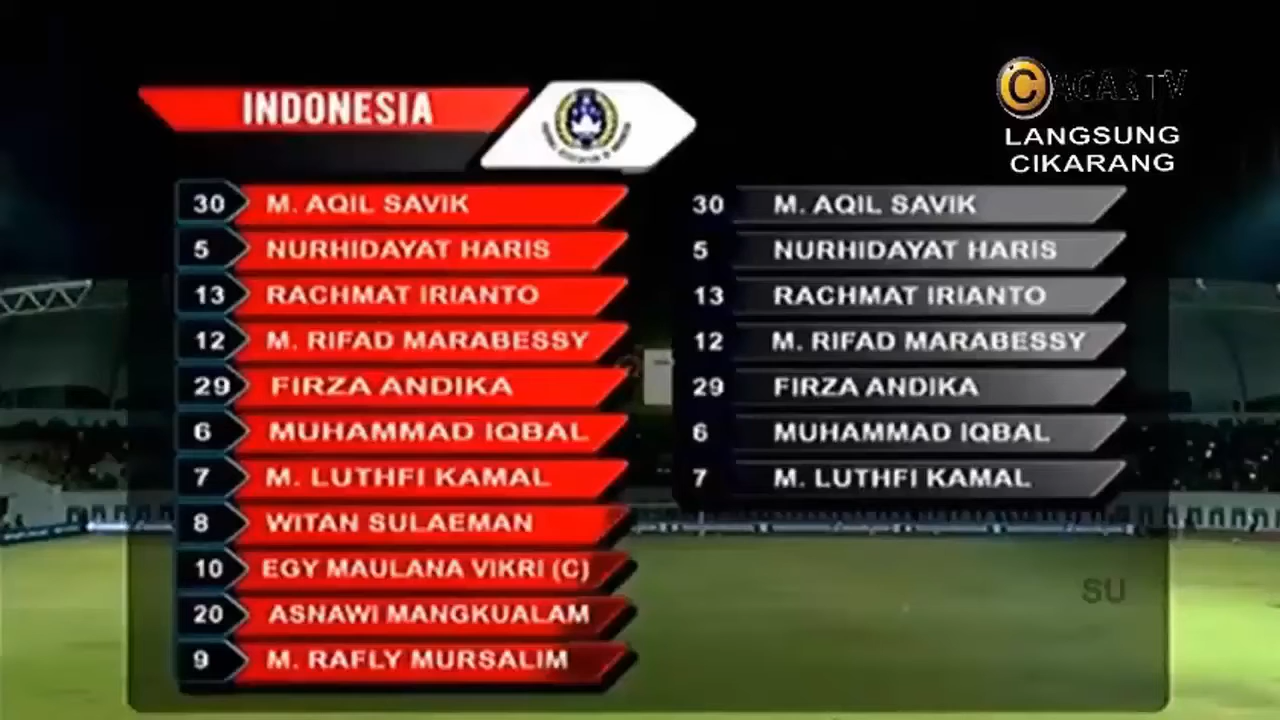 INDONESIA
LANGSUNG
CIKARANG
30 M. AQIL SAVIK
5 NURHIDAYAT HARIS
13 RACHMAT IRIANTO
12 M. RIFAD MARABESSY
29 FIRZA ANDIKA
6 MUHAMMAD IQBAL
7 M. LUTHFI KAMAL
8 WITAN SULAEMAN
10 EGY MAULANA VIKRI (C)
20 ASNAWI MANGKUALAM
9 M. RAFLY MURSALIM
30 M. AQIL SAVIK
5 NURHIDAYAT HARIS
13 RACHMAT IRIANTO
12 M. RIFAD MARABESSY
29 FIRZA ANDIKA
6 MUHAMMAD IQBAL
7 M. LUTHFI KAMAL
SU